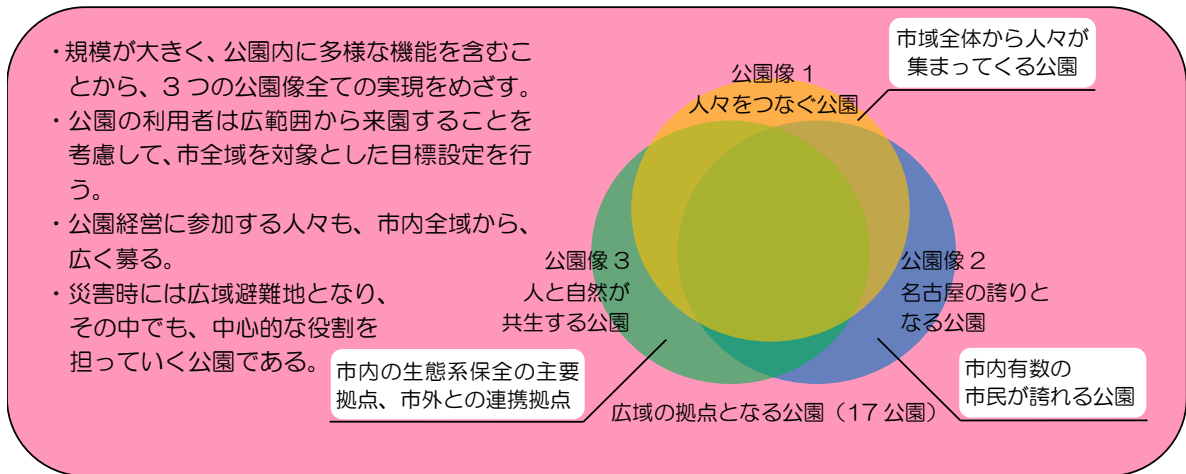 ・規模が大きく、公園内に多様な機能を含むこ
とから、3つの公園像全ての実現をめざす。
・公園の利用者は広範囲から来園することを
考慮して、市全域を対象とした目標設定を行
う。
・公園経営に参加する人々も、市内全域から、
広く募る。
・災害時には広域避難地となり、
その中でも、中心的な役割を
担っていく公園である。
市域全体から人々が
集まってくる公園
公園像1
人々をつなぐ公園
公園像3
人と自然が
共生する公園
公園像2
名古屋の誇りと
なる公園
市内の生態系保全の主要
拠点、市外との連携拠点
市内有数の
市民が誇れる公園
広域の拠点となる公園(17公園)